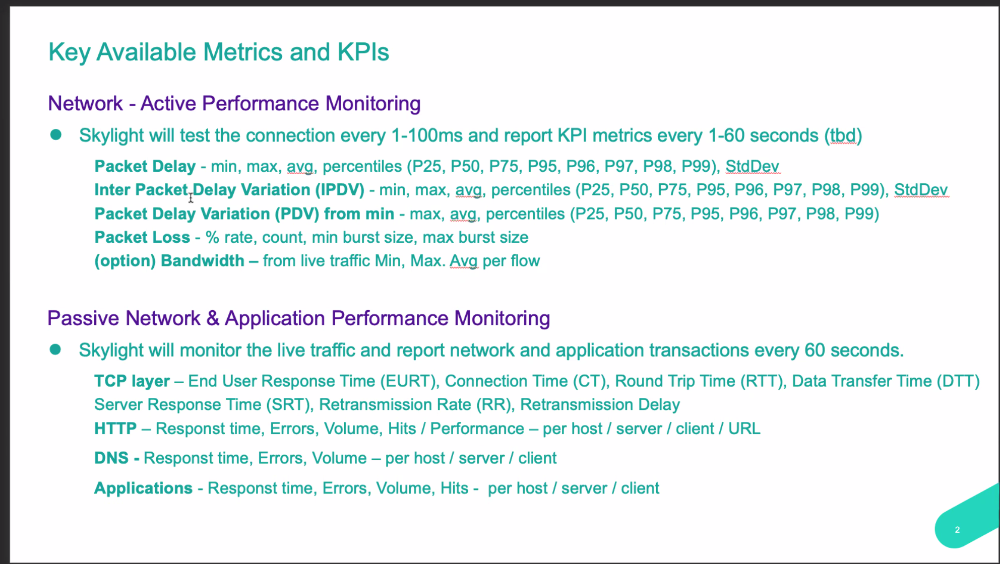 Key Available Metrics and KPIs
Network - Active Performance Monitoring
● Skylight will test the connection every 1-100ms and report KPI metrics every 1-60 seconds (tbd)
Packet Delay - min, max, avg, percentiles (P25, P50, P75, P95, P96, P97, P98, P99), StdDev
Inter Packet Delay Variation (IPDV) - min, max, avg, percentiles (P25, P50, P75, P95, P96, P97, P98, P99), StdDev
Packet Delay Variation (PDV) from min - max, avg, percentiles (P25, P50, P75, P95, P96, P97, P98, P99)
Packet Loss - % rate, count, min burst size, max burst size
(option) Bandwidth – from live traffic Min, Max. Avg per flow
Passive Network & Application Performance Monitoring
● Skylight will monitor the live traffic and report network and application transactions every 60 seconds.
TCP layer – End User Response Time (EURT), Connection Time (CT), Round Trip Time (RTT), Data Transfer Time (DTT)
Server Response Time (SRT), Retransmission Rate (RR), Retransmission Delay
HTTP – Responst time, Errors, Volume, Hits / Performance – per host / server / client / URL
DNS - Responst time, Errors, Volume – per host / server / client
Applications - Responst time, Errors, Volume, Hits - per host / server / client
2